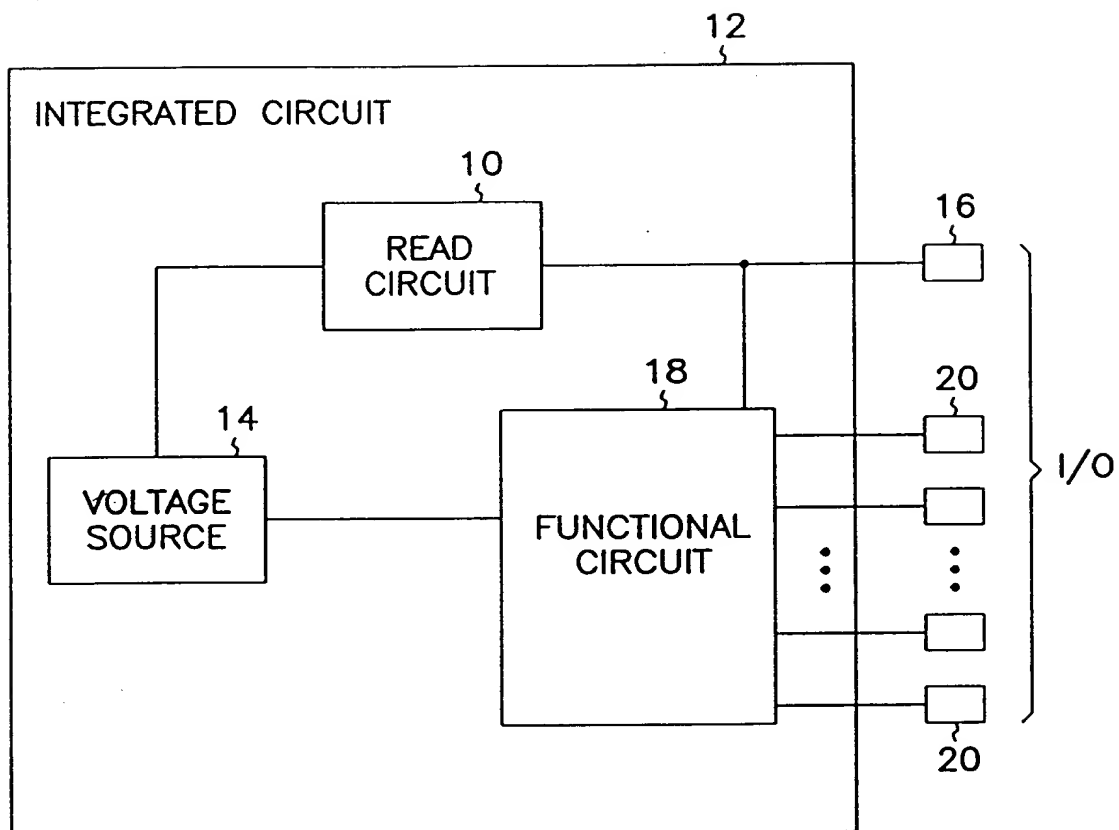 12
INTEGRATED CIRCUIT
10
READ
CIRCUIT
16
18
20
14
VOLTAGE
SOURCE
FUNCTIONAL
CIRCUIT
I/O
20